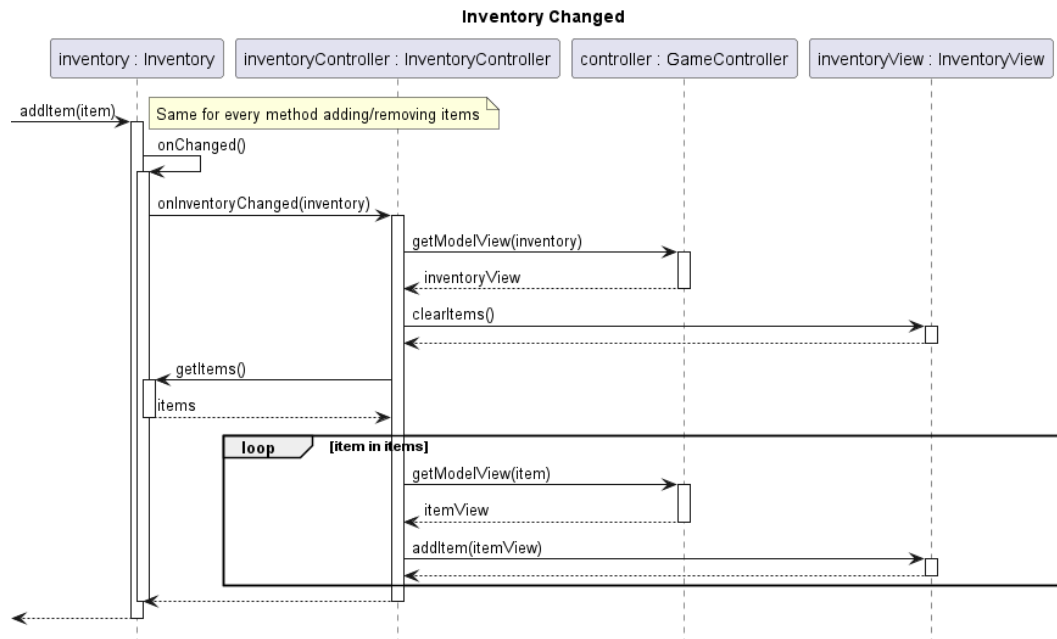 Inventory Changed
inventory : Inventory
inventoryController : InventoryController
controller : GameController
inventoryView : InventoryView
addItem(item)
Same for every method adding/removing items
onChanged()
onInventoryChanged(inventory)
getModelView(inventory)
inventoryView
clearItems()
getItems()
items
loop
[item in items]
getModelView(item)
itemView
addItem(itemView)